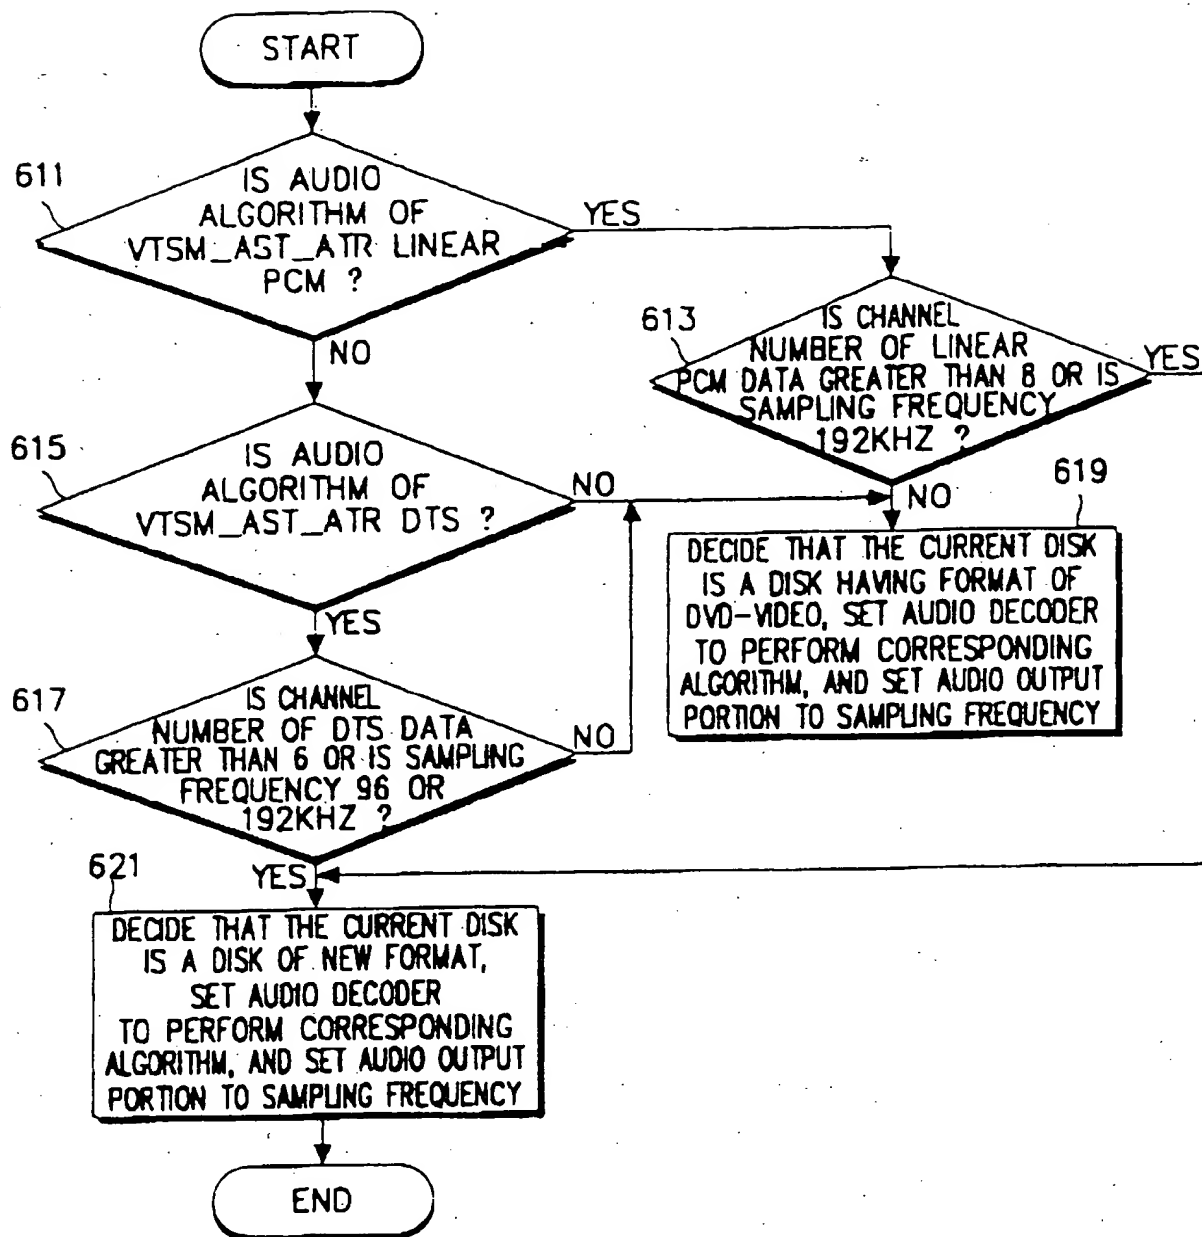 START
611
IS AUDIO
ALGORITHM OF
VTSM_AST_ATR LINEAR
PCM ?
YES
NO
613
IS CHANNEL
NUMBER OF LINEAR
PCM DATA GREATER THAN 8 OR IS
SAMPLING FREQUENCY
192KHZ ?
YES
NO
615
IS AUDIO
ALGORITHM OF
VTSM_AST_ATR DTS ?
NO
YES
619
DECIDE THAT THE CURRENT DISK
IS A DISK HAVING FORMAT OF
DVD-VIDEO, SET AUDIO DECODER
TO PERFORM CORRESPONDING
ALGORITHM, AND SET AUDIO OUTPUT
PORTION TO SAMPLING FREQUENCY
617
IS CHANNEL
NUMBER OF DTS DATA
GREATER THAN 6 OR IS SAMPLING
FREQUENCY 96 OR
192KHZ ?
NO
YES
621
DECIDE THAT THE CURRENT DISK
IS A DISK OF NEW FORMAT,
SET AUDIO DECODER
TO PERFORM CORRESPONDING
ALGORITHM, AND SET AUDIO OUTPUT
PORTION TO SAMPLING FREQUENCY
END